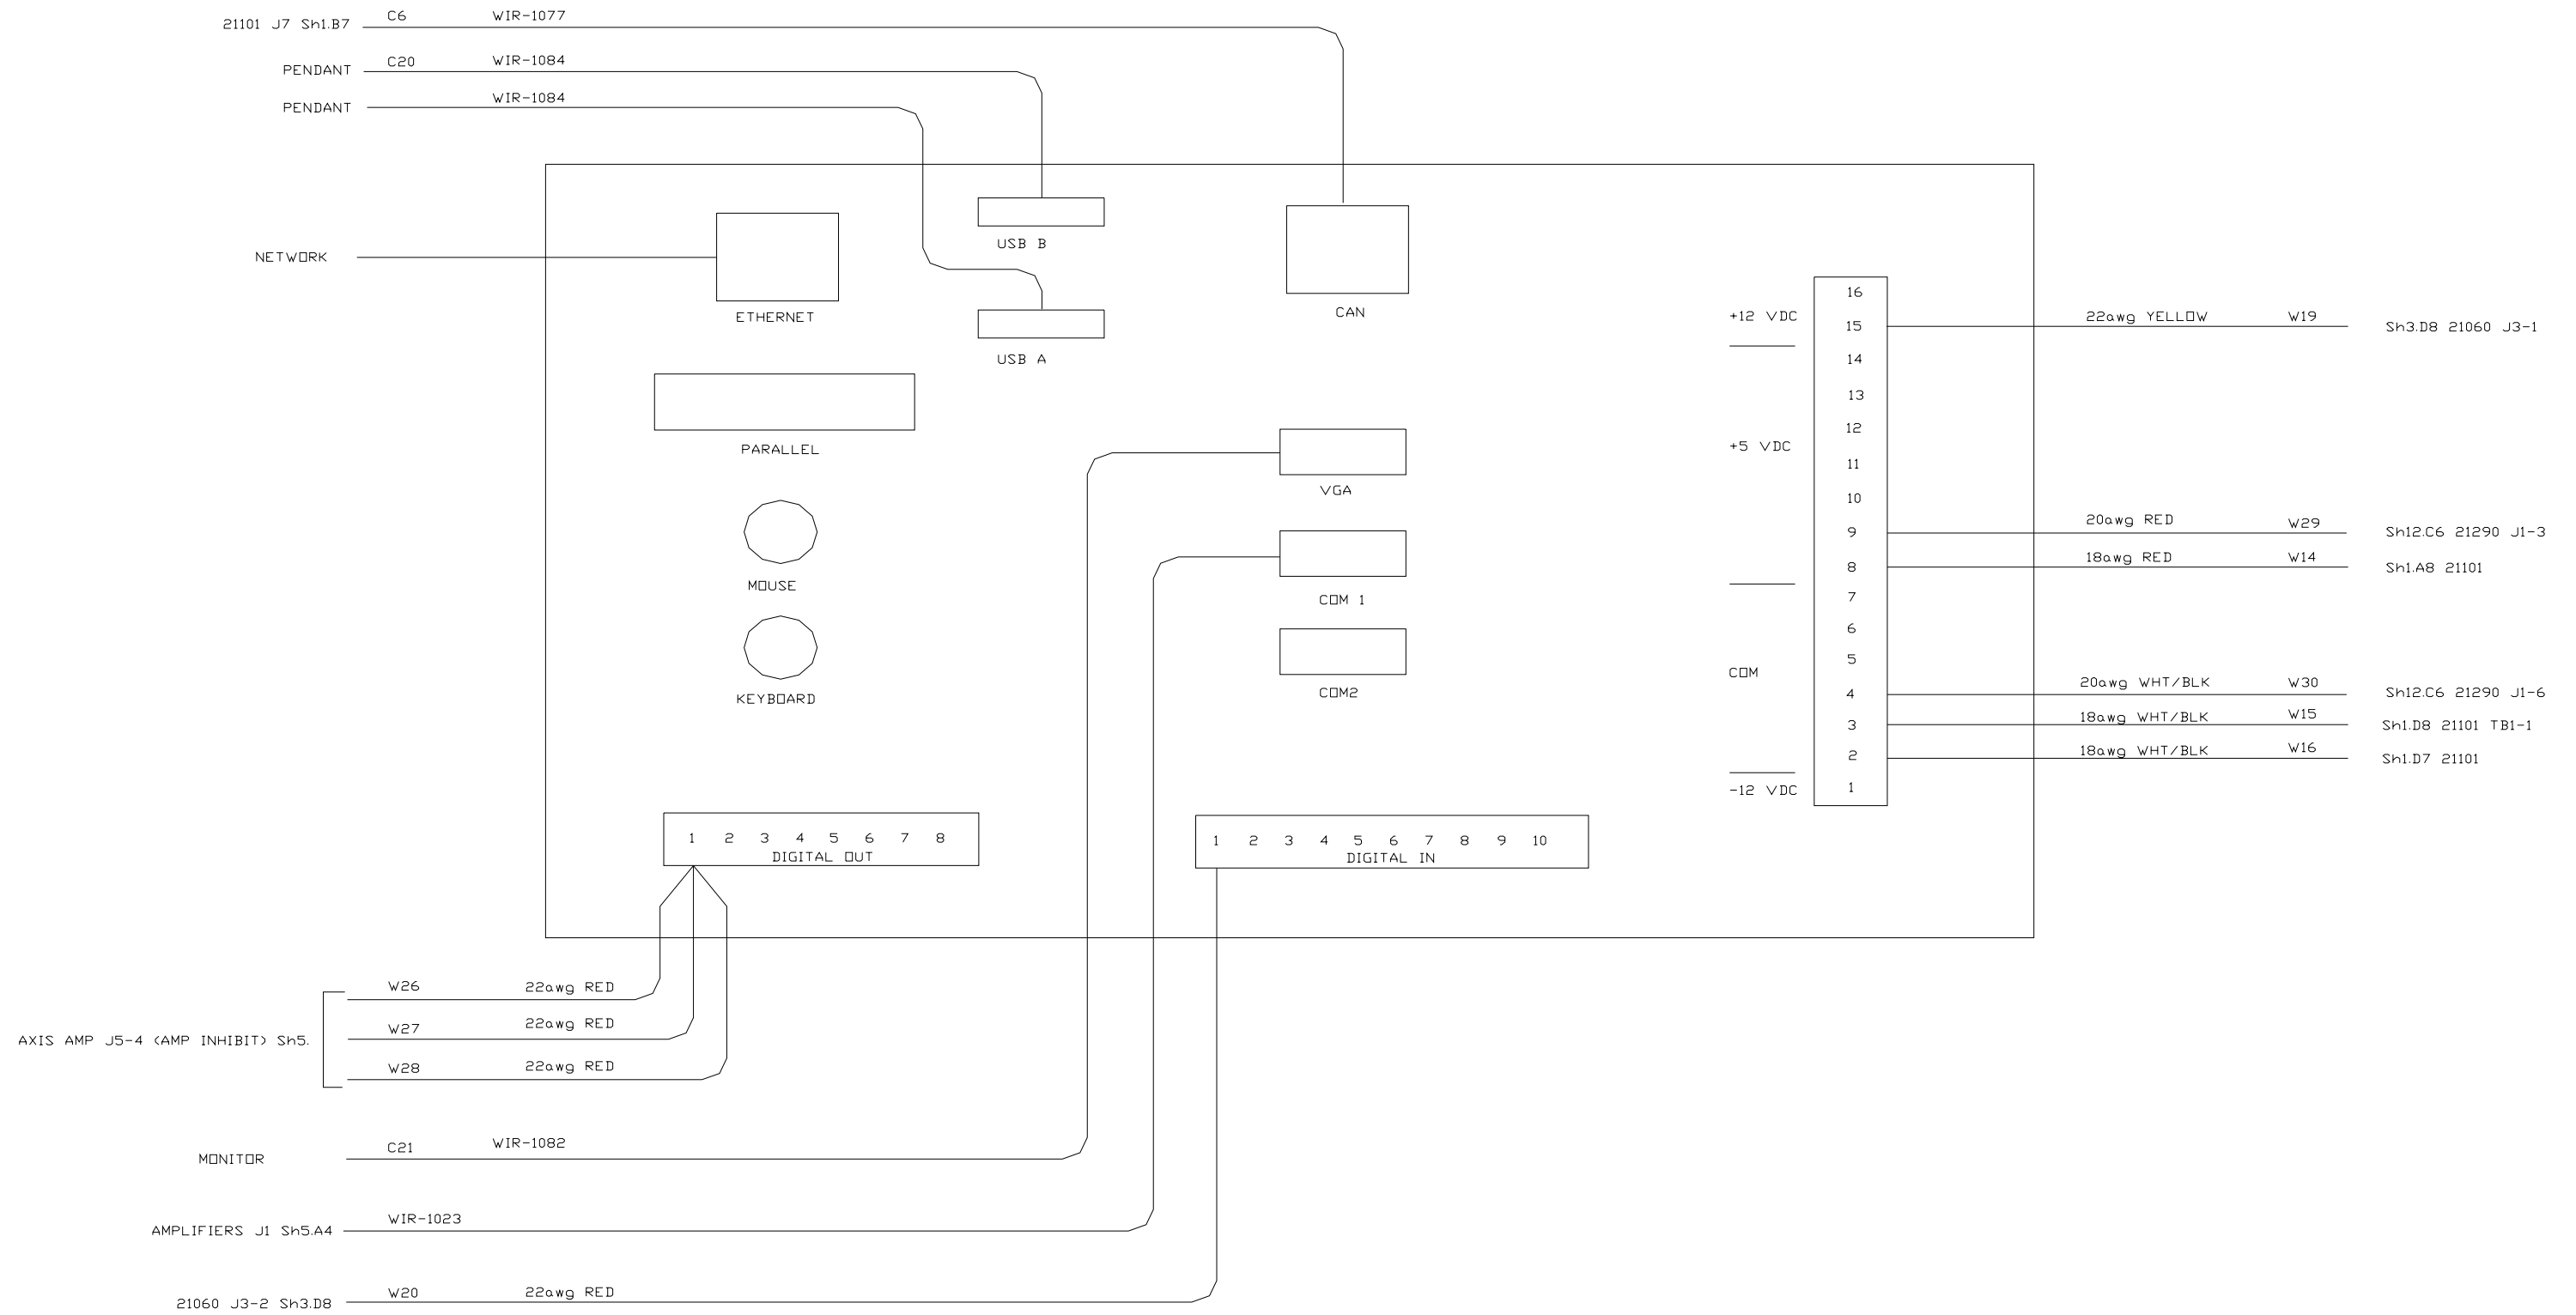 21101 J7 Sh1.B7 C6 WIR-1077
PENDANT C20 WIR-1084
PENDANT WIR-1084
NETWORK
ETHERNET
USB B
USB A
CAN
PARALLEL
MOUSE
KEYBOARD
VGA
COM 1
COM2
+12 VDC
+5 VDC
COM
-12 VDC
16
15 22awg YELLOW W19 Sh3.D8 21060 J3-1
14
13
12
11
10
9 20awg RED W29 Sh12.C6 21290 J1-3
8 18awg RED W14 Sh1.A8 21101
7
6
5
4 20awg WHT/BLK W30 Sh12.C6 21290 J1-6
3 18awg WHT/BLK W15 Sh1.D8 21101 TB1-1
2 18awg WHT/BLK W16 Sh1.D7 21101
1
1 2 3 4 5 6 7 8
DIGITAL OUT
1 2 3 4 5 6 7 8 9 10
DIGITAL IN
W26 22awg RED
AXIS AMP J5-4 (AMP INHIBIT) Sh5. W27 22awg RED
W28 22awg RED
MONITOR C21 WIR-1082
AMPLIFIERS J1 Sh5.A4 WIR-1023
21060 J3-2 Sh3.D8 W20 22awg RED